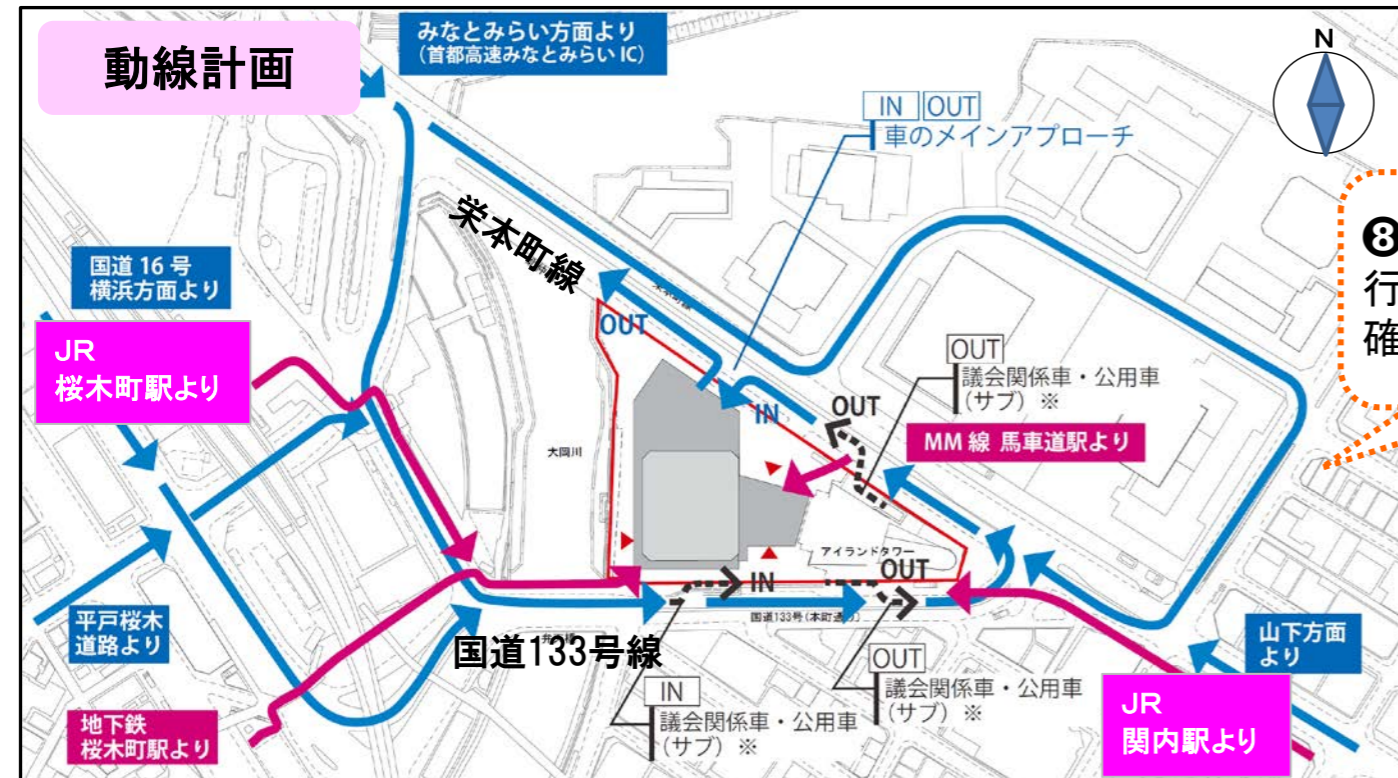 動線計画
みなとみらい方面より
（首都高速みなとみらい IC）
N
IN OUT
車のメインアプローチ
栄本町線
国道 16 号
横浜方面より
❽
行
確
JR
桜木町駅より
OUT
OUT
議会関係車・公用車
（サブ）※
IN
OUT
MM 線 馬車道駅より
大岡川
アイランドタワー
IN
OUT
国道133号（本町通り）
平戸桜木
道路より
国道133号線
山下方面
より
IN
議会関係車・公用車
（サブ）※
OUT
議会関係車・公用車
（サブ）※
地下鉄
桜木町駅より
JR
関内駅より